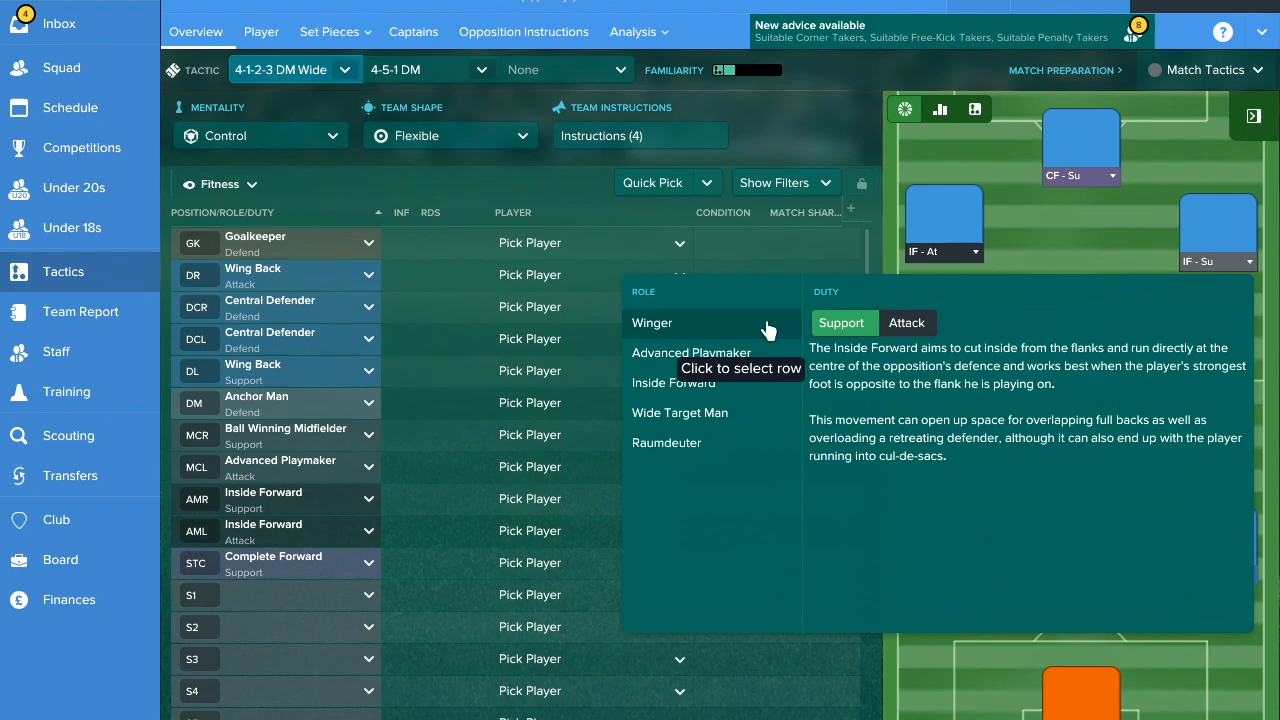 4
Inbox
Squad
Schedule
Competitions
U20
Under 20s
U18
Under 18s
Tactics
Team Report
Staff
Training
Scouting
Transfers
Club
Board
Finances
Overview
Player
Set Pieces
Captains
Opposition Instructions
Analysis
New advice available
Suitable Corner Takers, Suitable Free-Kick Takers, Suitable Penalty Takers
8
?
TACTIC
4-1-2-3 DM Wide
4-5-1 DM
None
FAMILIARITY
MATCH PREPARATION >
Match Tactics
MENTALITY
Control
TEAM SHAPE
Flexible
TEAM INSTRUCTIONS
Instructions (4)
Fitness
Quick Pick
Show Filters
POSITION/ROLE/DUTY INF RDS PLAYER CONDITION MATCH SHAR... +
GK Goalkeeper Pick Player
Defend
DR Wing Back Pick Player
Attack
DCR Central Defender Pick Player
Defend
DCL Central Defender Pick Player
Defend
DL Wing Back Pick Player
Support
DM Anchor Man Pick Player
Defend
MCR Ball Winning Midfielder Pick Player
Support
MCL Advanced Playmaker Pick Player
Attack
AMR Inside Forward Pick Player
Support
AML Inside Forward Pick Player
Attack
STC Complete Forward Pick Player
Support
S1 Pick Player
S2 Pick Player
S3 Pick Player
S4 Pick Player
CF - Su
IF - At
IF - Su
ROLE
Winger
Advanced Playmaker
Click to select row
Inside Forward
Wide Target Man
Raumdeuter
DUTY
Support Attack
The Inside Forward aims to cut inside from the flanks and run directly at the
centre of the opposition's defence and works best when the player's strongest
foot is opposite to the flank he is playing on.
This movement can open up space for overlapping full backs as well as
overloading a retreating defender, although it can also end up with the player
running into cul-de-sacs.